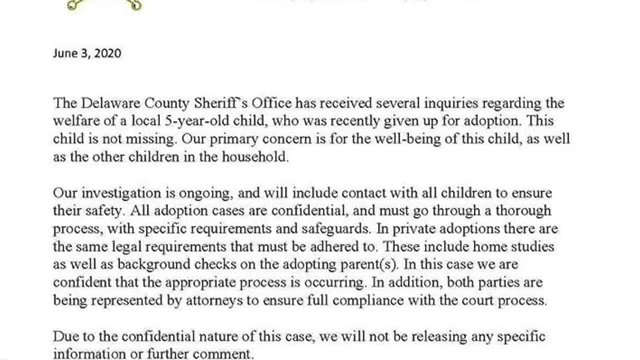 June 3, 2020
The Delaware County Sheriff's Office has received several inquiries regarding the
welfare of a local 5-year-old child, who was recently given up for adoption. This
child is not missing. Our primary concern is for the well-being of this child, as well
as the other children in the household.
Our investigation is ongoing, and will include contact with all children to ensure
their safety. All adoption cases are confidential, and must go through a thorough
process, with specific requirements and safeguards. In private adoptions there are
the same legal requirements that must be adhered to. These include home studies
as well as background checks on the adopting parent(s). In this case we are
confident that the appropriate process is occurring. In addition, both parties are
being represented by attorneys to ensure full compliance with the court process.
Due to the confidential nature of this case, we will not be releasing any specific
information or further comment.